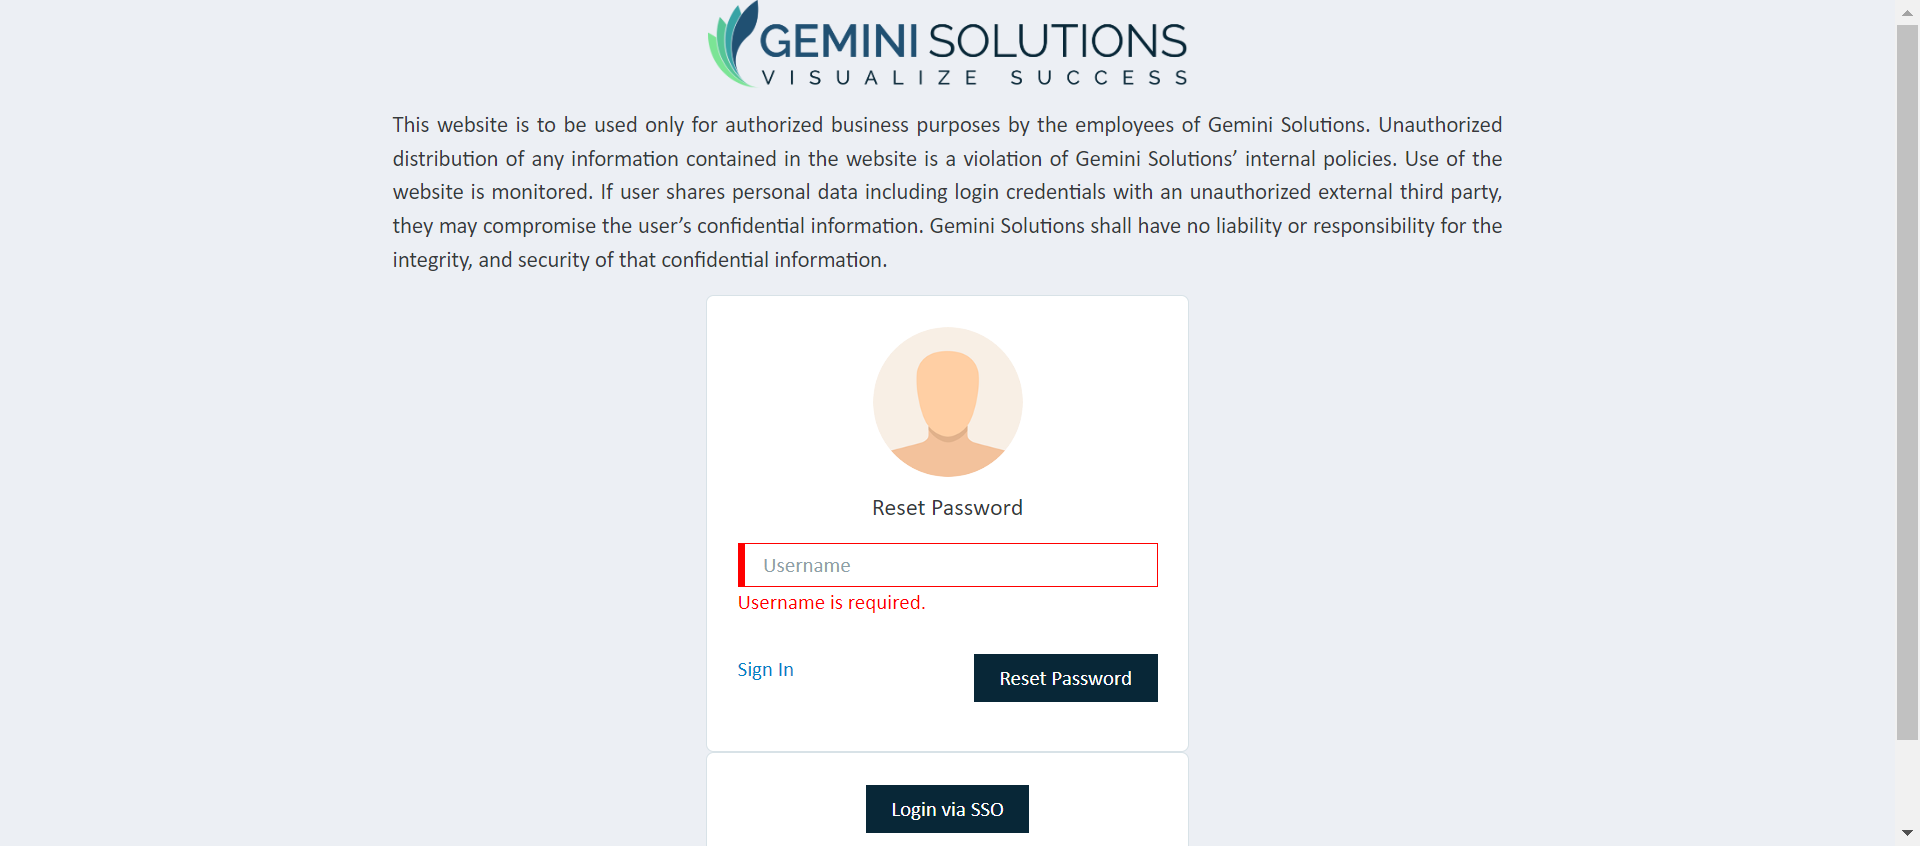 GEMINI SOLUTIONS
VISUALIZE SUCCESS
This website is to be used only for authorized business purposes by the employees of Gemini Solutions. Unauthorized
distribution of any information contained in the website is a violation of Gemini Solutions’ internal policies. Use of the
website is monitored. If user shares personal data including login credentials with an unauthorized external third party,
they may compromise the user’s confidential information. Gemini Solutions shall have no liability or responsibility for the
integrity, and security of that confidential information.
Reset Password
Username
Username is required.
Sign In
Reset Password
Login via SSO